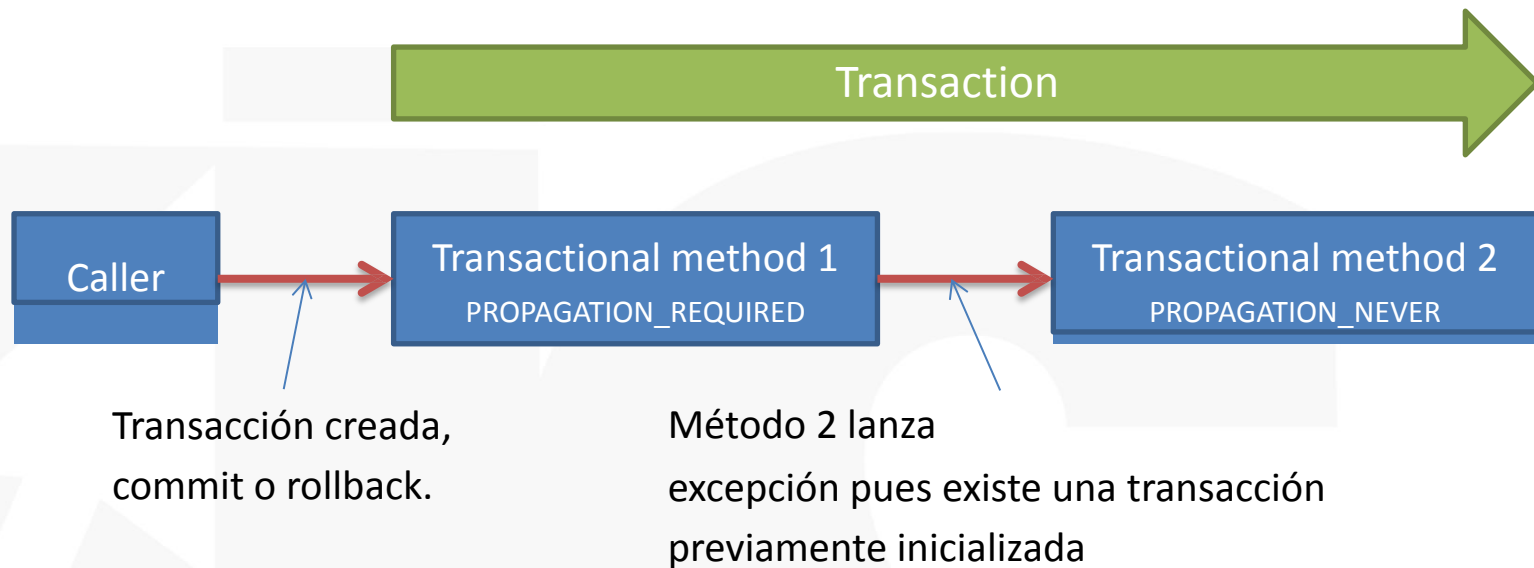 Transaction
Caller
Transactional method 1
PROPAGATION_REQUIRED
Transactional method 2
PROPAGATION_NEVER
Transacción creada,
commit o rollback.
Método 2 lanza
excepción pues existe una transacción
previamente inicializada